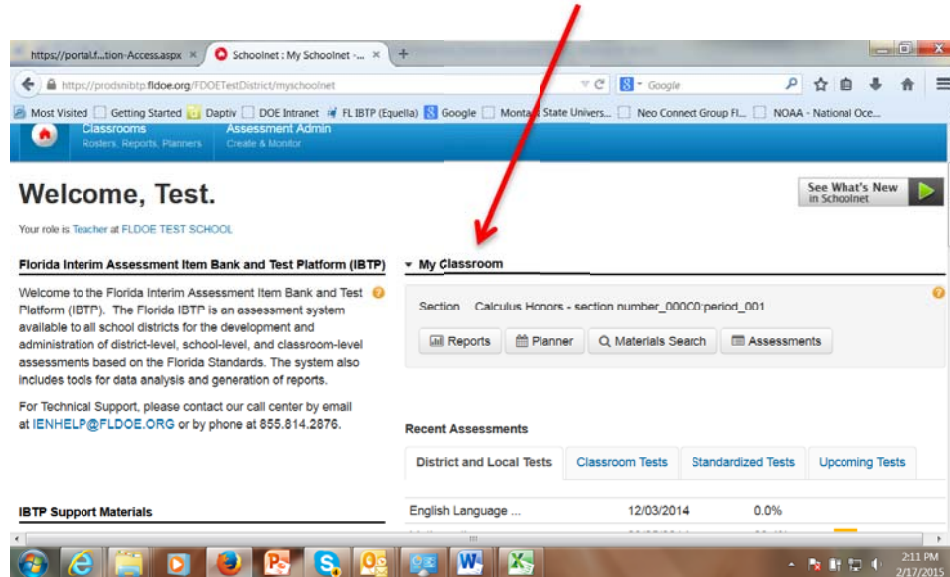 https://portal.f...tion-Access.aspx × Schoolnet : My Schoolnet -... × +
https://prodsnibtp.fldoe.org/FDOETestDistrict/myschoolnet Google
Most Visited Getting Started Daptiv DOE Intranet FL IBTP (Equella) Google Montana State Univers... Neo Connect Group Fl... NOAA - National Oce...
Classrooms Assessment Admin
Rosters, Reports, Planners Create & Monitor
Welcome, Test.
See What's New
in Schoolnet
Your role is Teacher at FLDOE TEST SCHOOL
Florida Interim Assessment Item Bank and Test Platform (IBTP)
Welcome to the Florida Interim Assessment Item Bank and Test
Platform (IBTP). The Florida IBTP is an assessment system
available to all school districts for the development and
administration of district-level, school-level, and classroom-level
assessments based on the Florida Standards. The system also
includes tools for data analysis and generation of reports.
For Technical Support, please contact our call center by email
at IENHELP@FLDOE.ORG or by phone at 855.814.2876.
IBTP Support Materials
My Classroom
Section Calculus Honors - section number_000C0:period_001
Reports Planner Materials Search Assessments
Recent Assessments
District and Local Tests Classroom Tests Standardized Tests Upcoming Tests
English Language ... 12/03/2014 0.0%
2:11 PM
2/17/2015